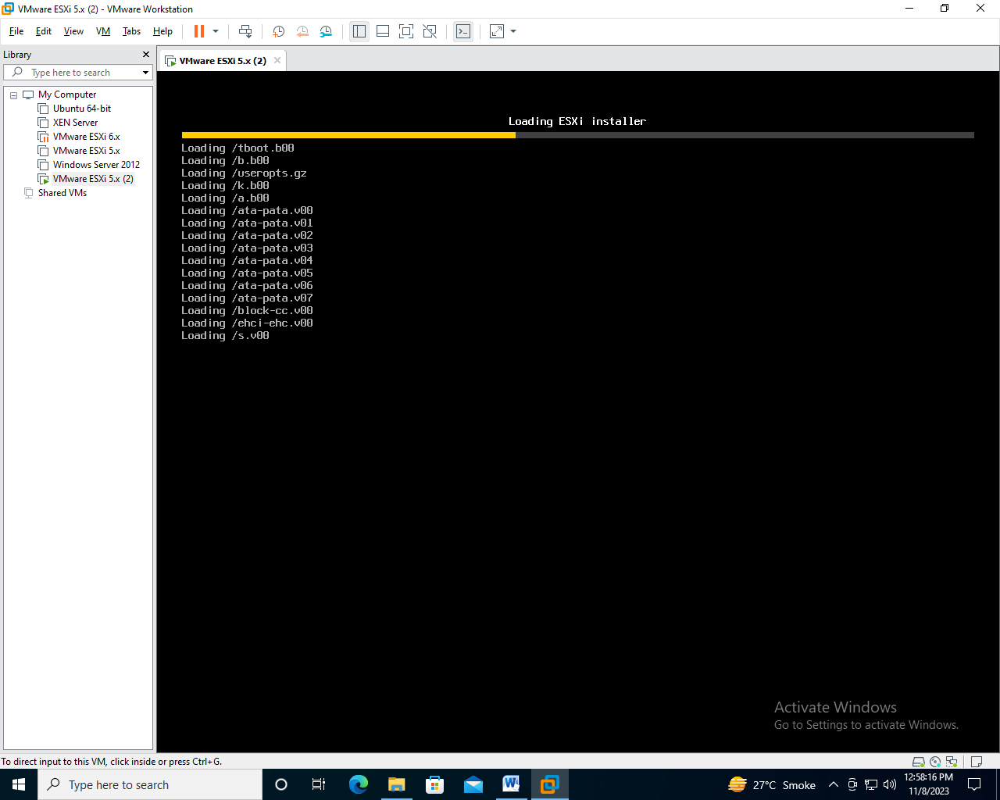 VMware ESXi 5.x (2) - VMware Workstation
File Edit View VM Tabs Help
Library
Type here to search
My Computer
Ubuntu 64-bit
XEN Server
VMware ESXi 6.x
VMware ESXi 5.x
Windows Server 2012
VMware ESXi 5.x (2)
Shared VMs
VMware ESXi 5.x (2)
Loading ESXi installer
Loading /tboot.b00
Loading /b.b00
Loading /useropts.gz
Loading /k.b00
Loading /a.b00
Loading /ata-pata.v00
Loading /ata-pata.v01
Loading /ata-pata.v02
Loading /ata-pata.v03
Loading /ata-pata.v04
Loading /ata-pata.v05
Loading /ata-pata.v06
Loading /ata-pata.v07
Loading /block-cc.v00
Loading /ehci-ehc.v00
Loading /s.v00
Activate Windows
Go to Settings to activate Windows.
To direct input to this VM, click inside or press Ctrl+G.
Type here to search
27°C Smoke
12:58:16 PM
11/8/2023